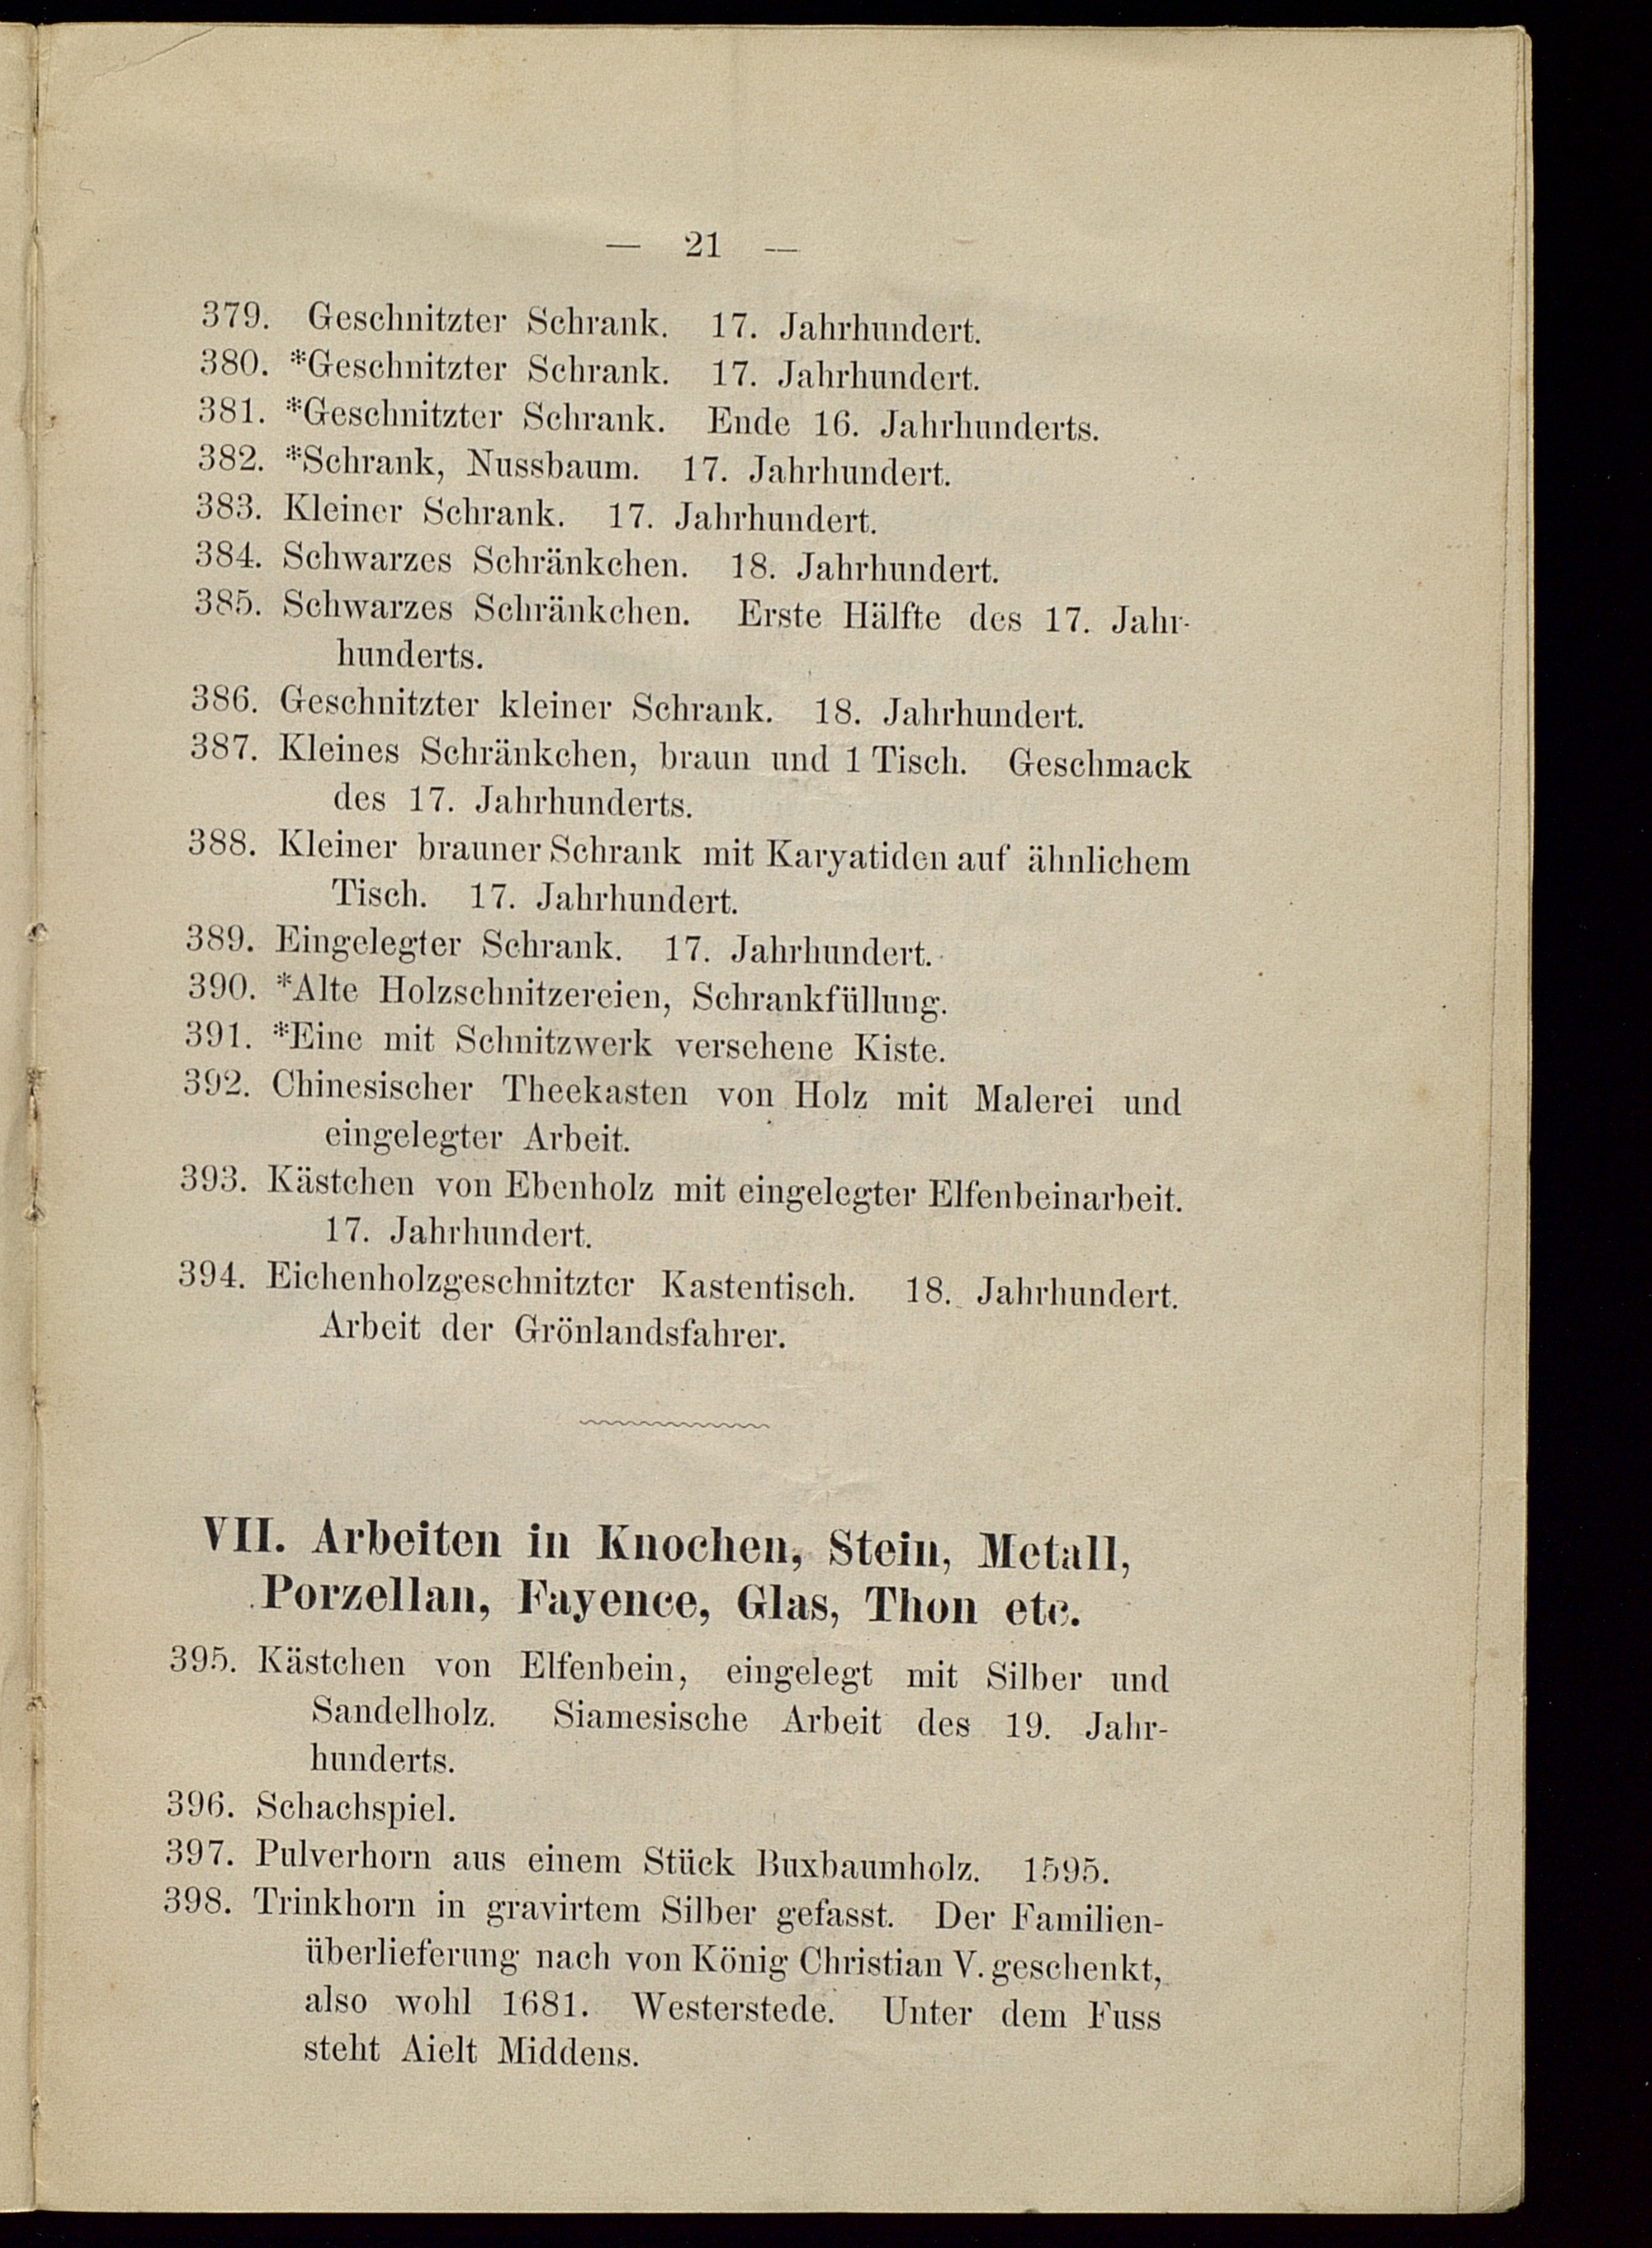 — 21 —
379. Geschnitzter Schrank. 17. Jahrhundert.
380. *Geschnitzter Schrank. 17. Jahrhundert.
381. *Geschnitzter Schrank. Ende 16. Jahrhunderts.
382. *Schrank, Nussbaum. 17. Jahrhundert.
383. Kleiner Schrank. 17. Jahrhundert.
384. Schwarzes Schränkchen. 18. Jahrhundert.
385. Schwarzes Schränkchen. Erste Hälfte des 17. Jahr-
hunderts.
386. Geschnitzter kleiner Schrank. 18. Jahrhundert.
387. Kleines Schränkchen, braun und 1 Tisch. Geschmack
des 17. Jahrhunderts.
388. Kleiner brauner Schrank mit Karyatiden auf ähnlichem
Tisch. 17. Jahrhundert.
389. Eingelegter Schrank. 17. Jahrhundert.
390. *Alte Holzschnitzereien, Schrankfüllung.
391. *Eine mit Schnitzwerk versehene Kiste.
392. Chinesischer Theekasten von Holz mit Malerei und
eingelegter Arbeit.
393. Kästchen von Ebenholz mit eingelegter Elfenbeinarbeit.
17. Jahrhundert.
394. Eichenholzgeschnitzter Kastentisch. 18. Jahrhundert.
Arbeit der Grönlandsfahrer.
VII. Arbeiten in Knochen, Stein, Metall,
Porzellan, Fayence, Glas, Thon etc.
395. Kästchen von Elfenbein, eingelegt mit Silber und
Sandelholz. Siamesische Arbeit des 19. Jahr-
hunderts.
396. Schachspiel.
397. Pulverhorn aus einem Stück Buxbaumholz. 1595.
398. Trinkhorn in gravirtem Silber gefasst. Der Familien-
überlieferung nach von König Christian V. geschenkt,
also wohl 1681. Westerstede. Unter dem Fuss
steht Aielt Middens.